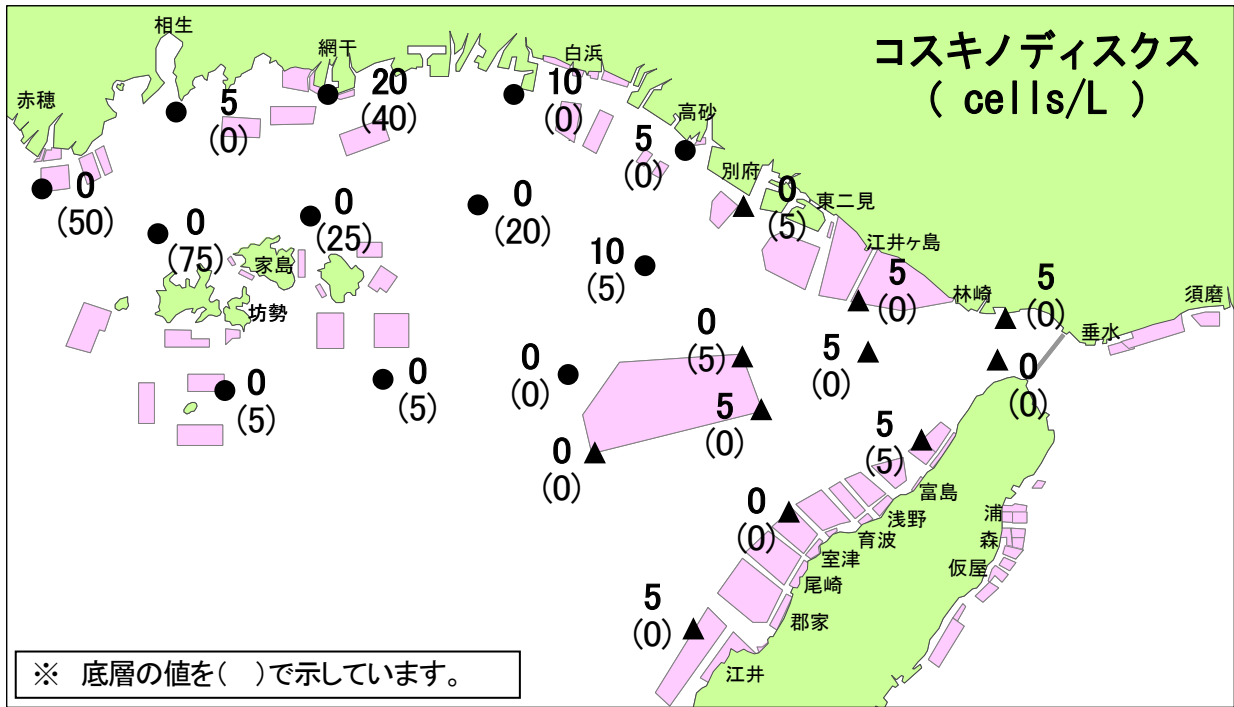 コスキノディスクス
( cells/L )
相生
網干
白浜
赤穂
高砂
別府
東二見
江井ヶ島
林崎
垂水
須磨
家島
坊勢
5
(0)
20
(40)
10
(0)
5
(0)
0
(50)
0
(75)
0
(25)
0
(20)
10
(5)
0
(5)
5
(0)
5
(0)
0
(5)
5
(0)
0
(0)
0
(5)
0
(5)
0
(0)
5
(0)
0
(0)
5
(5)
0
(0)
5
(0)
富島
浅野
育波
室津
尾崎
郡家
江井
浦
森
仮屋
※ 底層の値を( )で示しています。